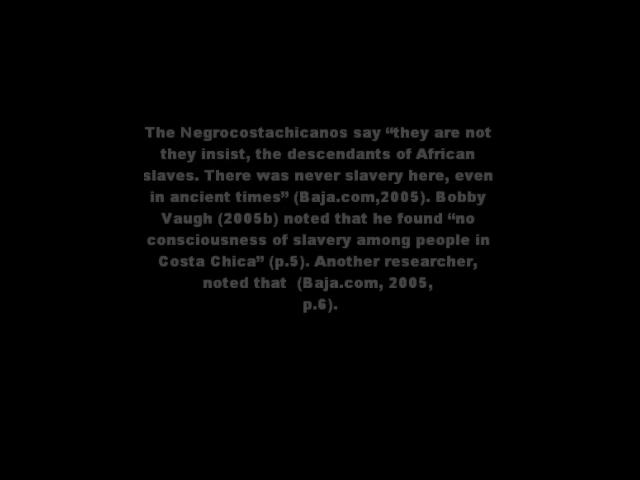 The Negrocostachicanos say “they are not
they insist, the descendants of African
slaves. There was never slavery here, even
in ancient times” (Baja.com,2005). Bobby
Vaugh (2005b) noted that he found “no
consciousness of slavery among people in
Costa Chica” (p.5). Another researcher,
noted that  (Baja.com, 2005,
p.6).